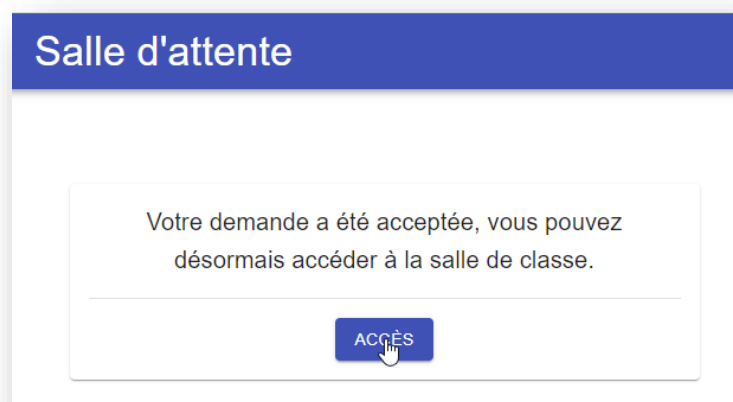 Salle d'attente
Votre demande a été acceptée, vous pouvez
désormais accéder à la salle de classe.
ACCÈS